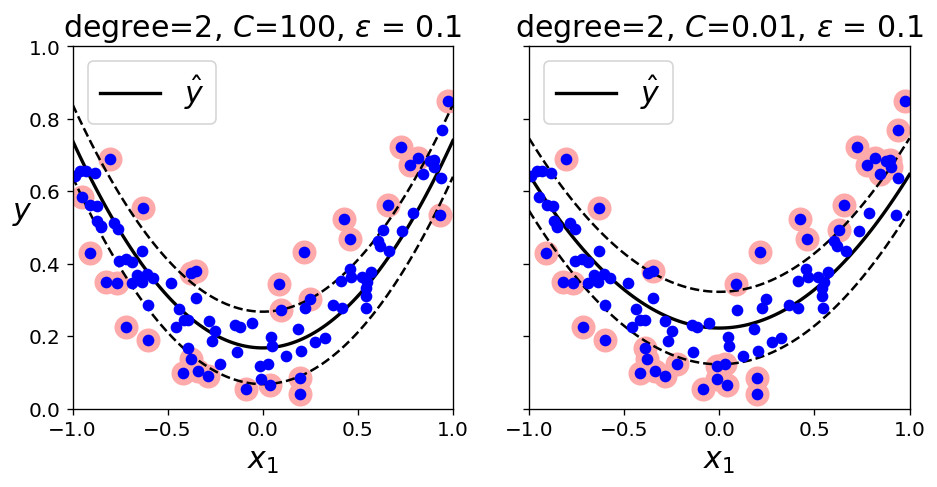 degree=2, C=100, ε = 0.1
ŷ
1.0
0.8
0.6
0.4
0.2
0.0
y
−1.0 −0.5 0.0 0.5 1.0
x₁
degree=2, C=0.01, ε = 0.1
ŷ
−1.0 −0.5 0.0 0.5 1.0
x₁